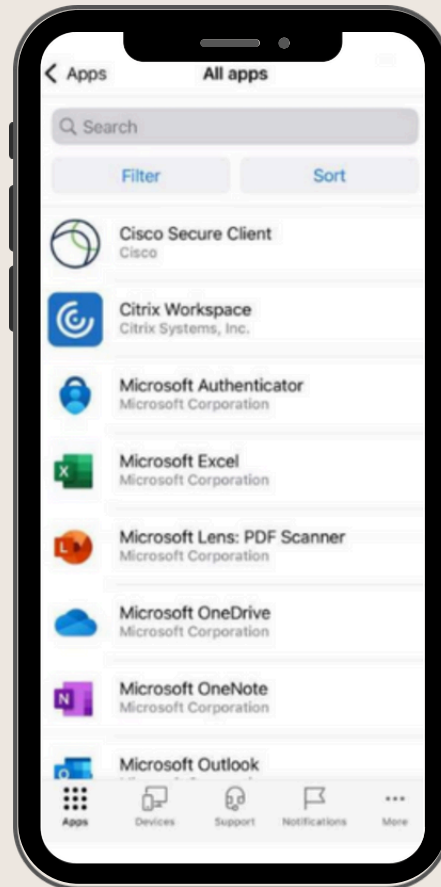 Apps
All apps
Search
Filter
Sort
Cisco Secure Client
Cisco
Citrix Workspace
Citrix Systems, Inc.
Microsoft Authenticator
Microsoft Corporation
Microsoft Excel
Microsoft Corporation
Microsoft Lens: PDF Scanner
Microsoft Corporation
Microsoft OneDrive
Microsoft Corporation
Microsoft OneNote
Microsoft Corporation
Microsoft Outlook
Apps
Devices
Support
Notifications
More